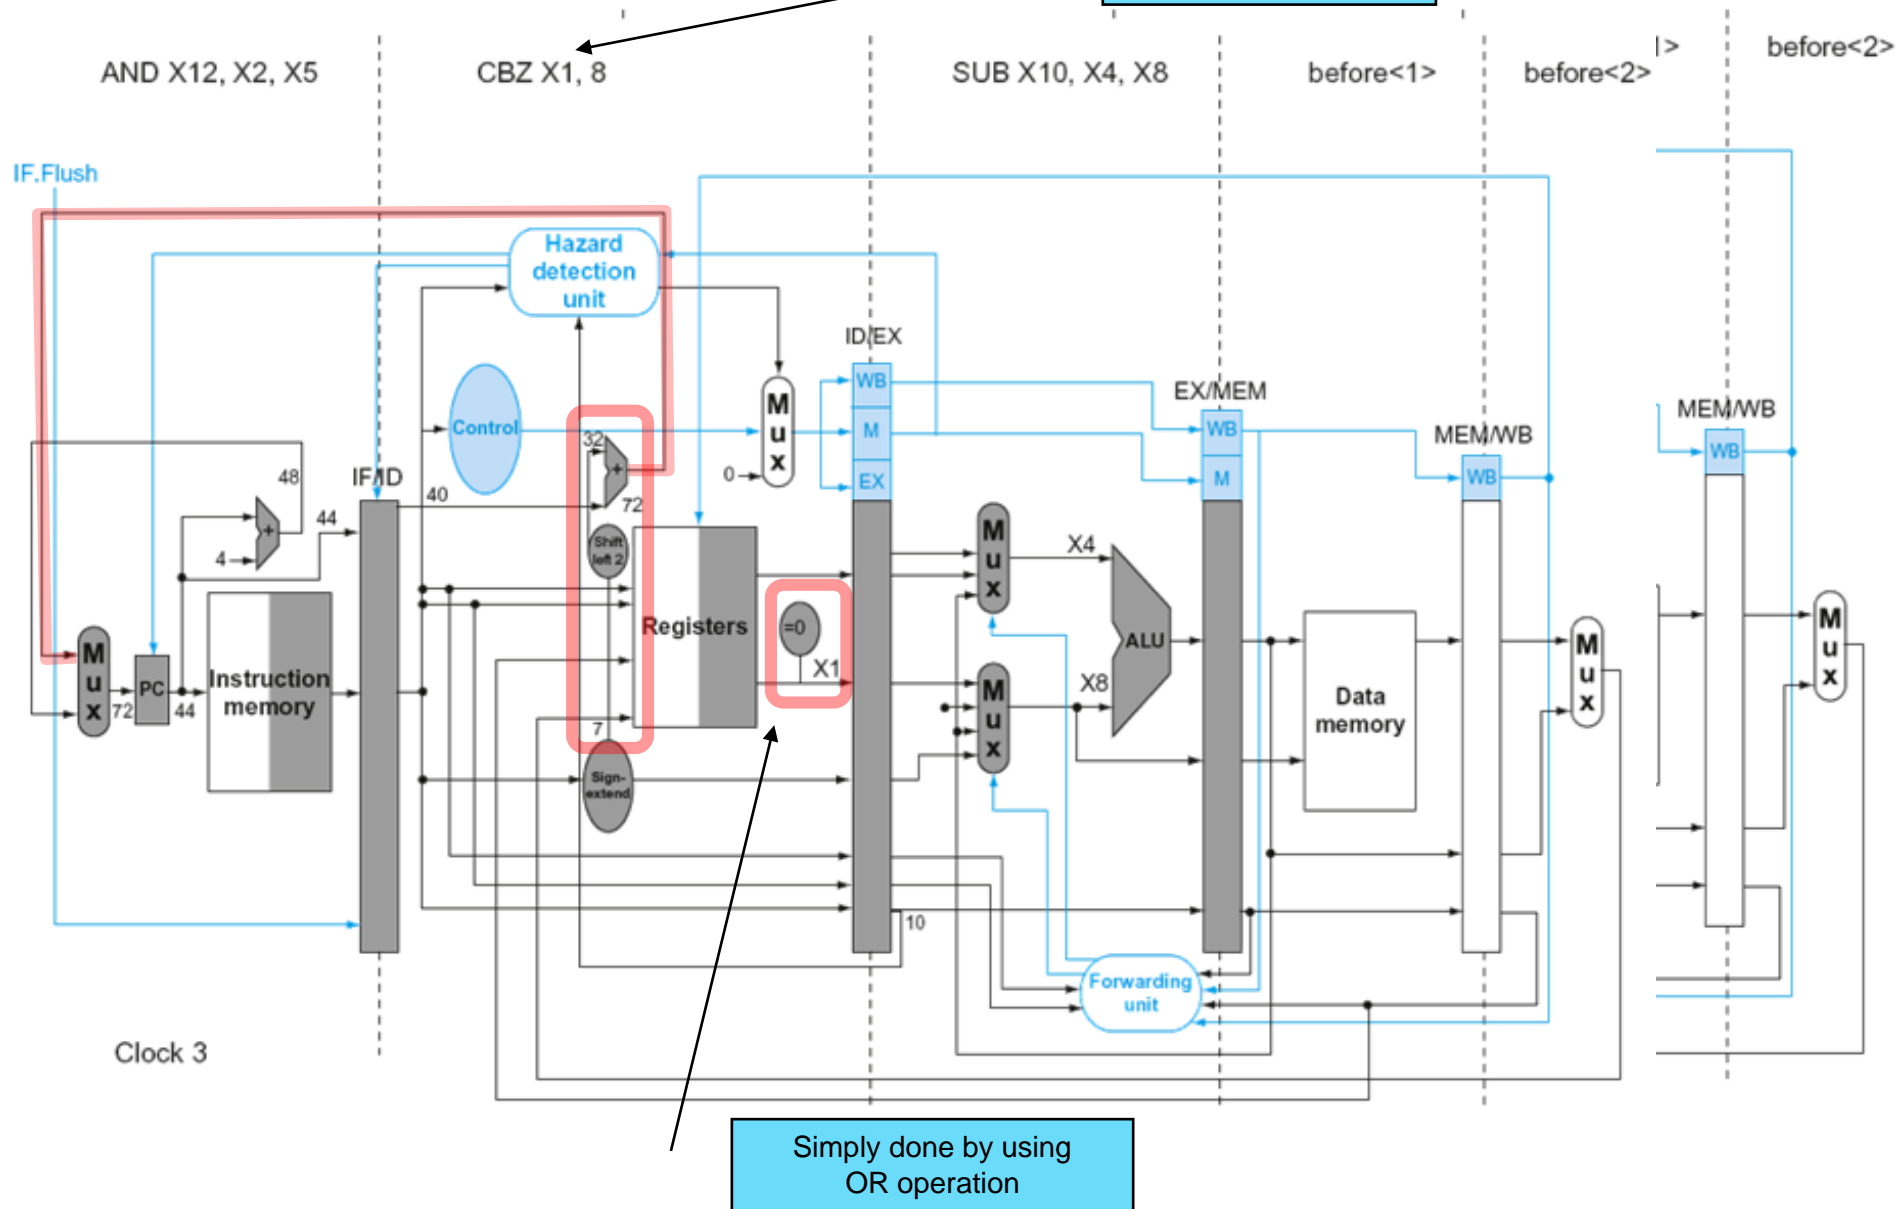 AND X12, X2, X5
CBZ X1, 8
SUB X10, X4, X8
before<1>
before<2>
1>
before<2>
IF.Flush
Hazard
detection
unit
ID/EX
WB
M
EX
EX/MEM
WB
M
MEM/WB
WB
MEM/WB
WB
Control
M
u
x
0
32
+
72
Shift
left 2
48
+
4
44
IF/ID
40
M
u
x
72
PC
44
Instruction
memory
Registers
=0
X1
7
Sign-
extend
M
u
x
X4
M
u
x
X8
ALU
Data
memory
M
u
x
M
u
x
10
Forwarding
unit
Clock 3
Simply done by using
OR operation